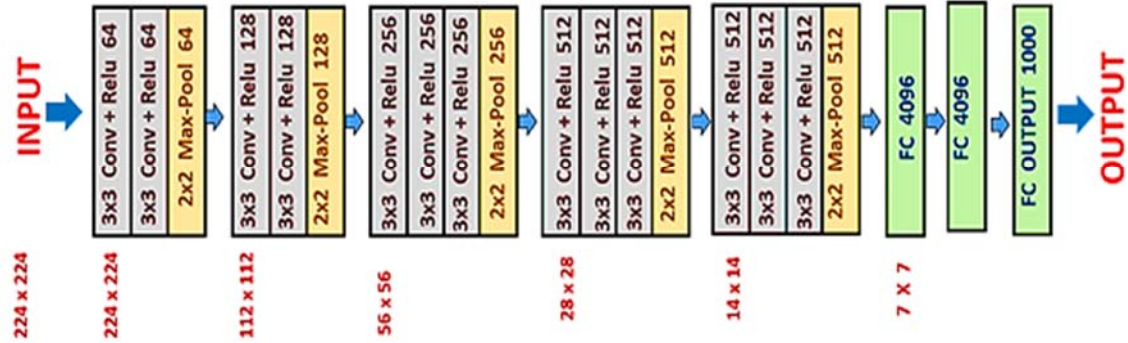 INPUT
3x3 Conv + Relu 64
3x3 Conv + Relu 64
2x2 Max-Pool 64
3x3 Conv + Relu 128
3x3 Conv + Relu 128
2x2 Max-Pool 128
3x3 Conv + Relu 256
3x3 Conv + Relu 256
3x3 Conv + Relu 256
2x2 Max-Pool 256
3x3 Conv + Relu 512
3x3 Conv + Relu 512
3x3 Conv + Relu 512
2x2 Max-Pool 512
3x3 Conv + Relu 512
3x3 Conv + Relu 512
3x3 Conv + Relu 512
2x2 Max-Pool 512
FC 4096
FC 4096
FC OUTPUT 1000
OUTPUT
224 x 224
224 x 224
112 x 112
56 x 56
28 x 28
14 x 14
7 X 7